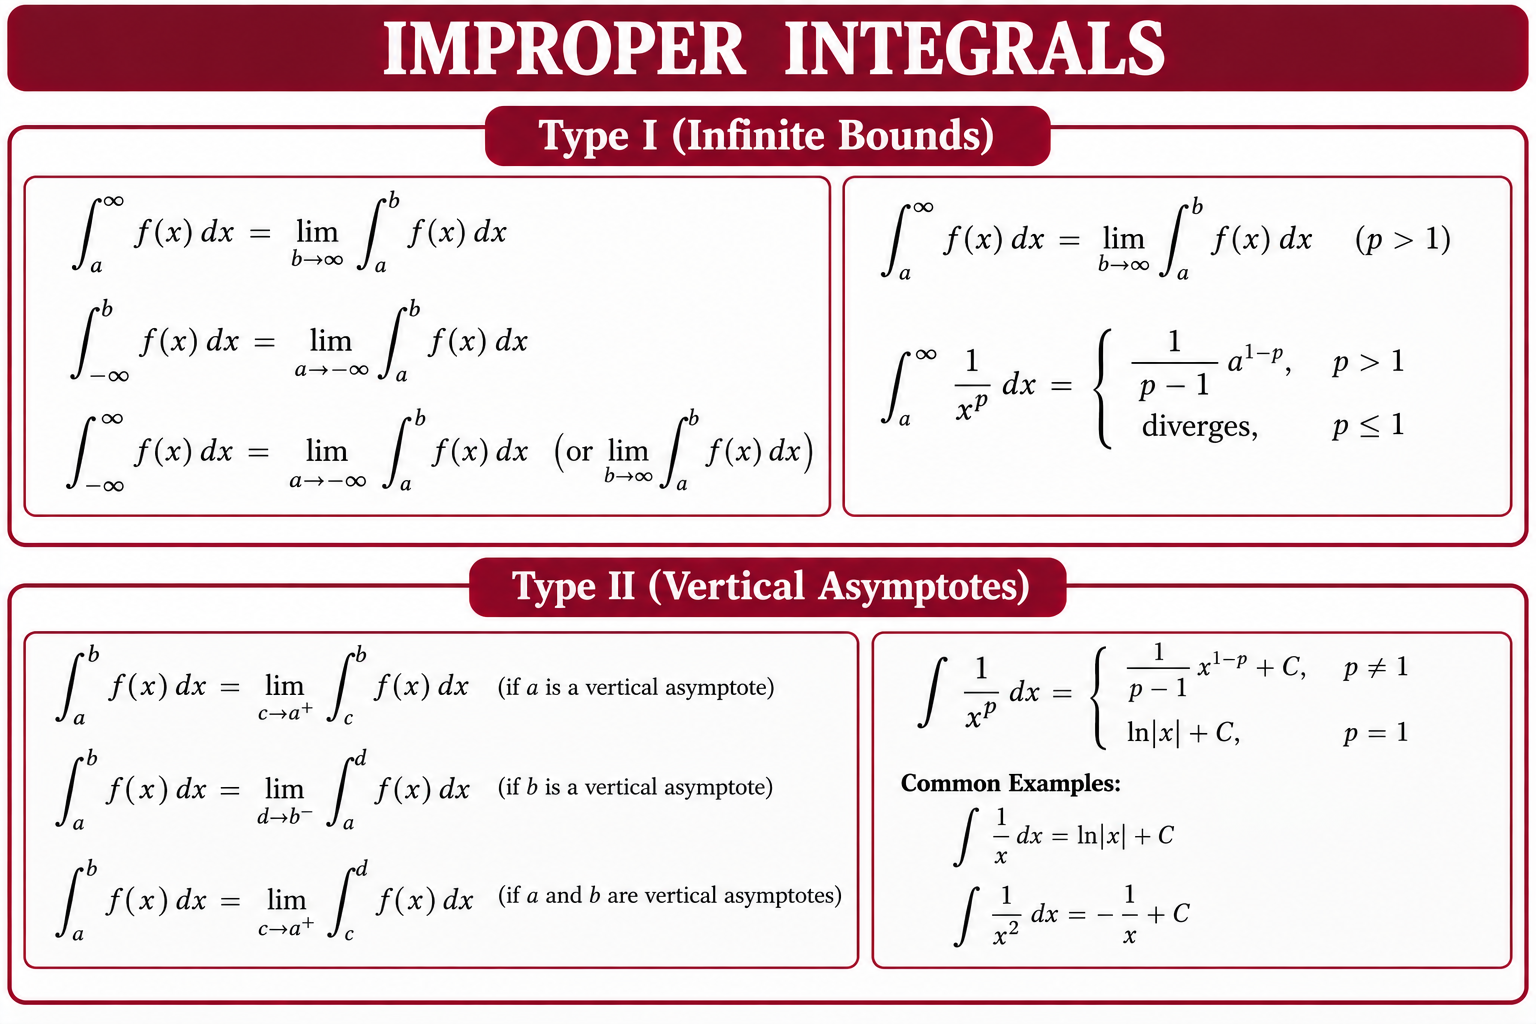 IMPROPER INTEGRALS
Type I (Infinite Bounds)
∫_a^∞ f(x) dx = lim_{b→∞} ∫_a^b f(x) dx
∫_{−∞}^b f(x) dx = lim_{a→−∞} ∫_a^b f(x) dx
∫_{−∞}^∞ f(x) dx = lim_{a→−∞} ∫_a^b f(x) dx (or lim_{b→∞} ∫_a^b f(x) dx)
∫_a^∞ f(x) dx = lim_{b→∞} ∫_a^b f(x) dx (p > 1)
∫_a^∞ 1/x^p dx = { 1/(p − 1) a^{1−p}, p > 1
diverges, p ≤ 1
Type II (Vertical Asymptotes)
∫_a^b f(x) dx = lim_{c→a⁺} ∫_c^b f(x) dx (if a is a vertical asymptote)
∫_a^b f(x) dx = lim_{d→b⁻} ∫_a^d f(x) dx (if b is a vertical asymptote)
∫_a^b f(x) dx = lim_{c→a⁺} ∫_c^d f(x) dx (if a and b are vertical asymptotes)
∫ 1/x^p dx = { 1/(p − 1) x^{1−p} + C, p ≠ 1
ln|x| + C, p = 1
Common Examples:
∫ 1/x dx = ln|x| + C
∫ 1/x² dx = − 1/x + C